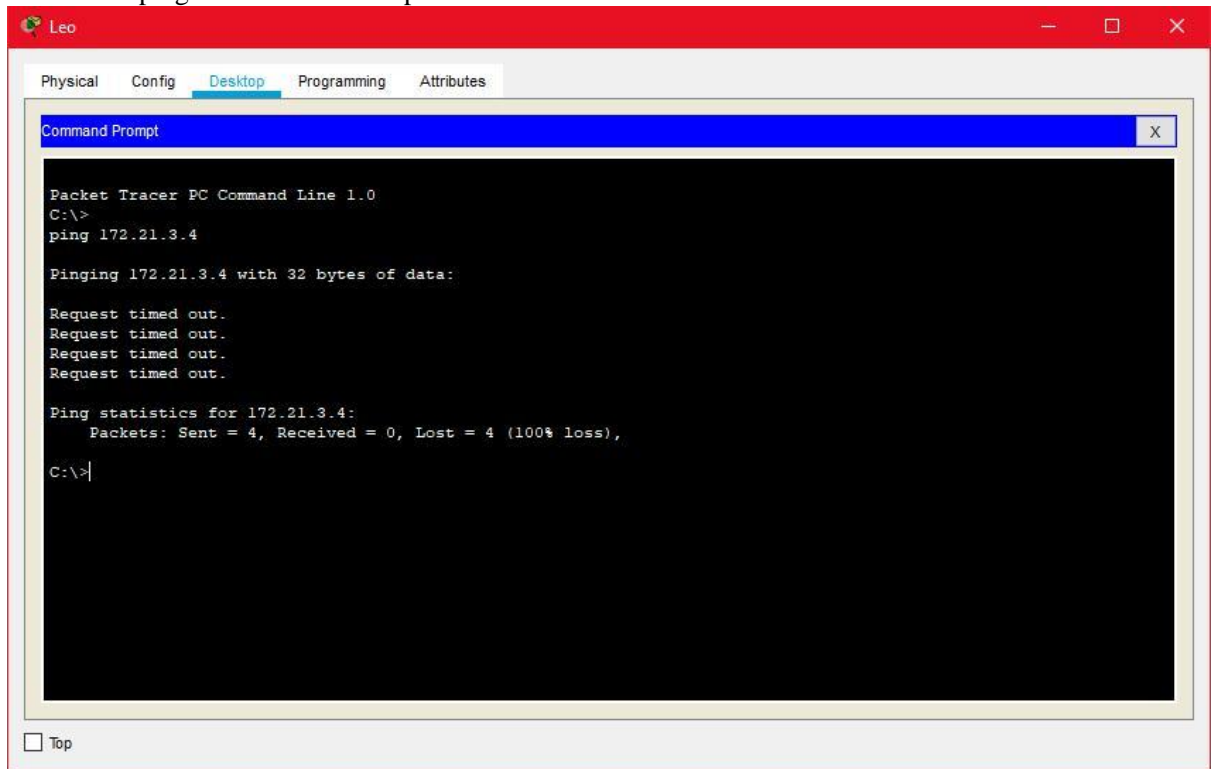 Leo
Physical Config Desktop Programming Attributes
Command Prompt X
Packet Tracer PC Command Line 1.0
C:\>
ping 172.21.3.4
Pinging 172.21.3.4 with 32 bytes of data:
Request timed out.
Request timed out.
Request timed out.
Request timed out.
Ping statistics for 172.21.3.4:
Packets: Sent = 4, Received = 0, Lost = 4 (100% loss),
C:\>
Top